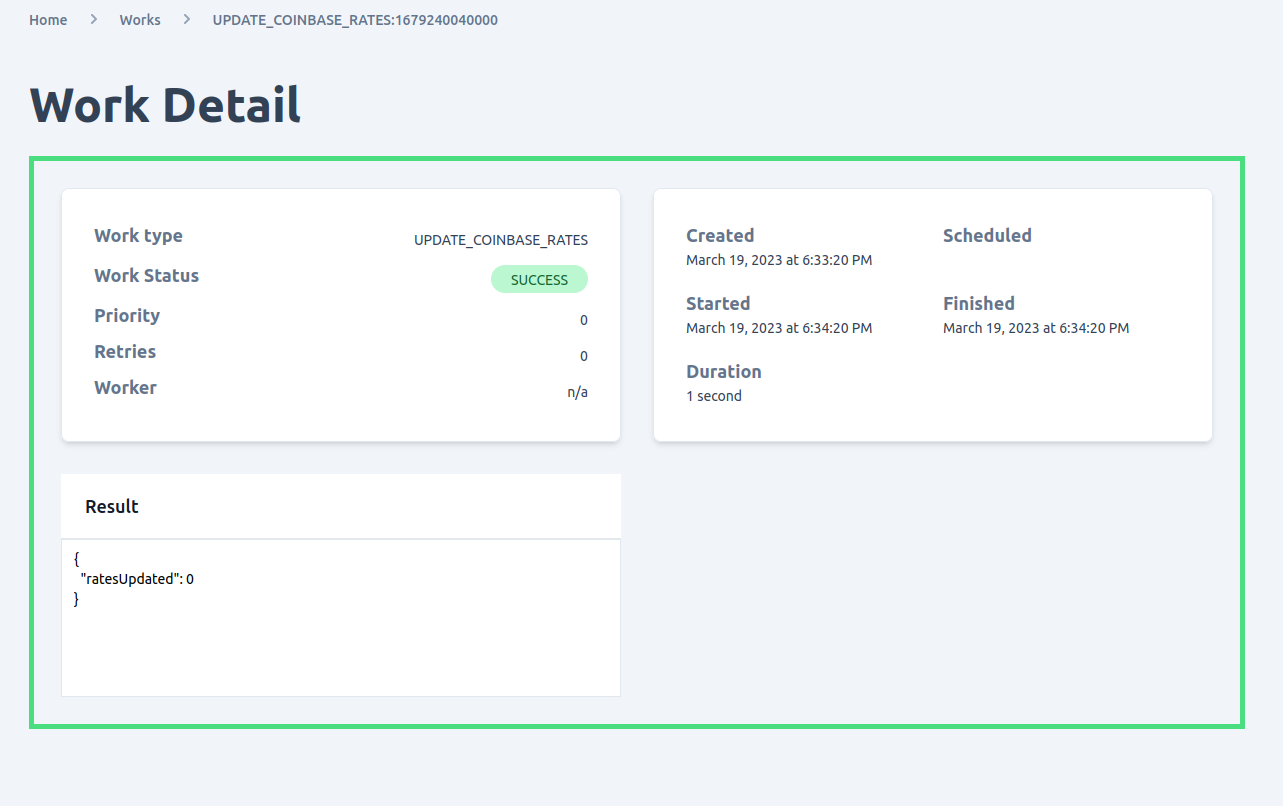 Home > Works > UPDATE_COINBASE_RATES:1679240040000
Work Detail
Work type UPDATE_COINBASE_RATES
Work Status SUCCESS
Priority 0
Retries 0
Worker n/a
Created Scheduled
March 19, 2023 at 6:33:20 PM
Started Finished
March 19, 2023 at 6:34:20 PM March 19, 2023 at 6:34:20 PM
Duration
1 second
Result
{
"ratesUpdated": 0
}